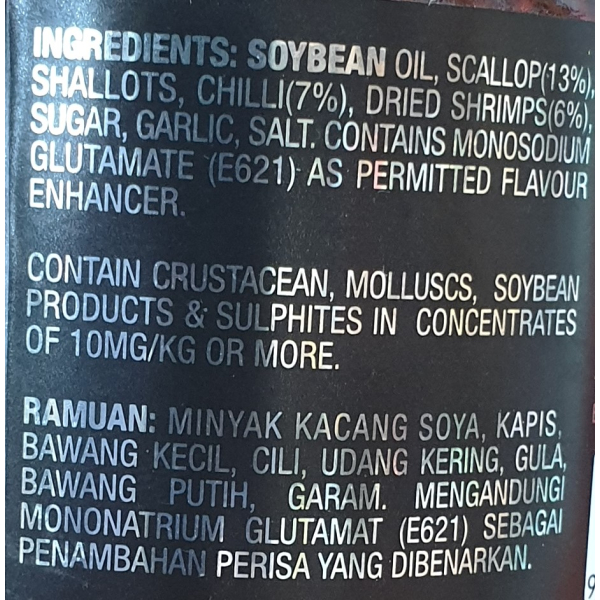 INGREDIENTS: SOYBEAN OIL, SCALLOP(13%),
SHALLOTS, CHILLI(7%), DRIED SHRIMPS(6%),
SUGAR, GARLIC, SALT. CONTAINS MONOSODIUM
GLUTAMATE (E621) AS PERMITTED FLAVOUR
ENHANCER.
CONTAIN CRUSTACEAN, MOLLUSCS, SOYBEAN
PRODUCTS & SULPHITES IN CONCENTRATES
OF 10MG/KG OR MORE.
RAMUAN: MINYAK KACANG SOYA, KAPIS,
BAWANG KECIL, CILI, UDANG KERING, GULA,
BAWANG PUTIH, GARAM. MENGANDUNGI
MONONATRIUM GLUTAMAT (E621) SEBAGAI
PENAMBAHAN PERISA YANG DIBENARKAN.
9